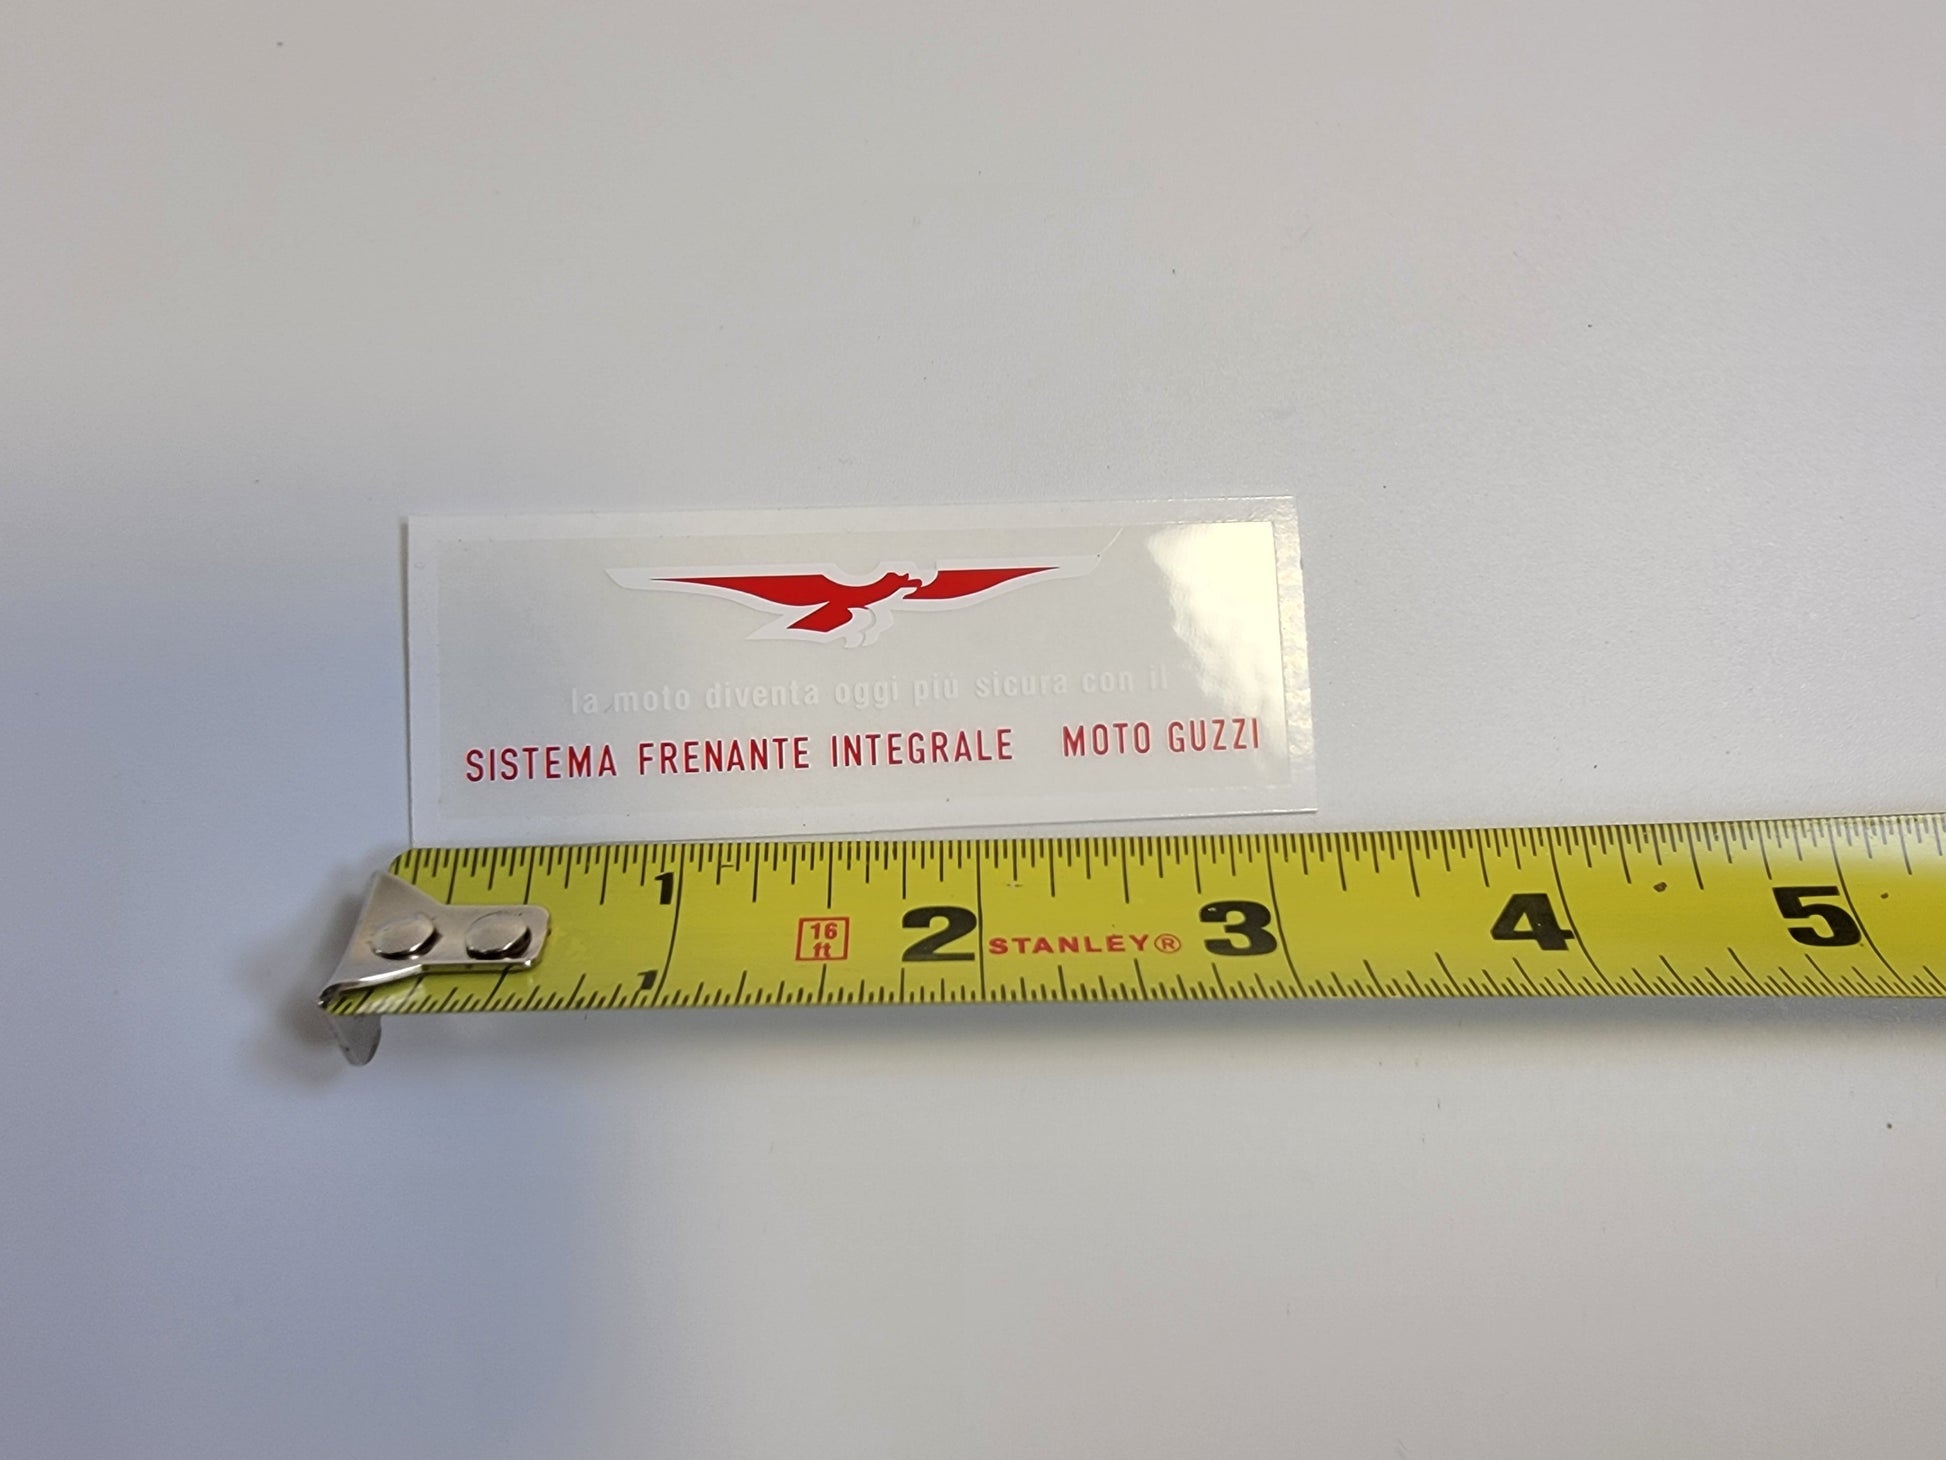 la moto diventa oggi più sicura con il
SISTEMA FRENANTE INTEGRALE MOTO GUZZI
1 2 3 4 5
16
ft
STANLEY®
1